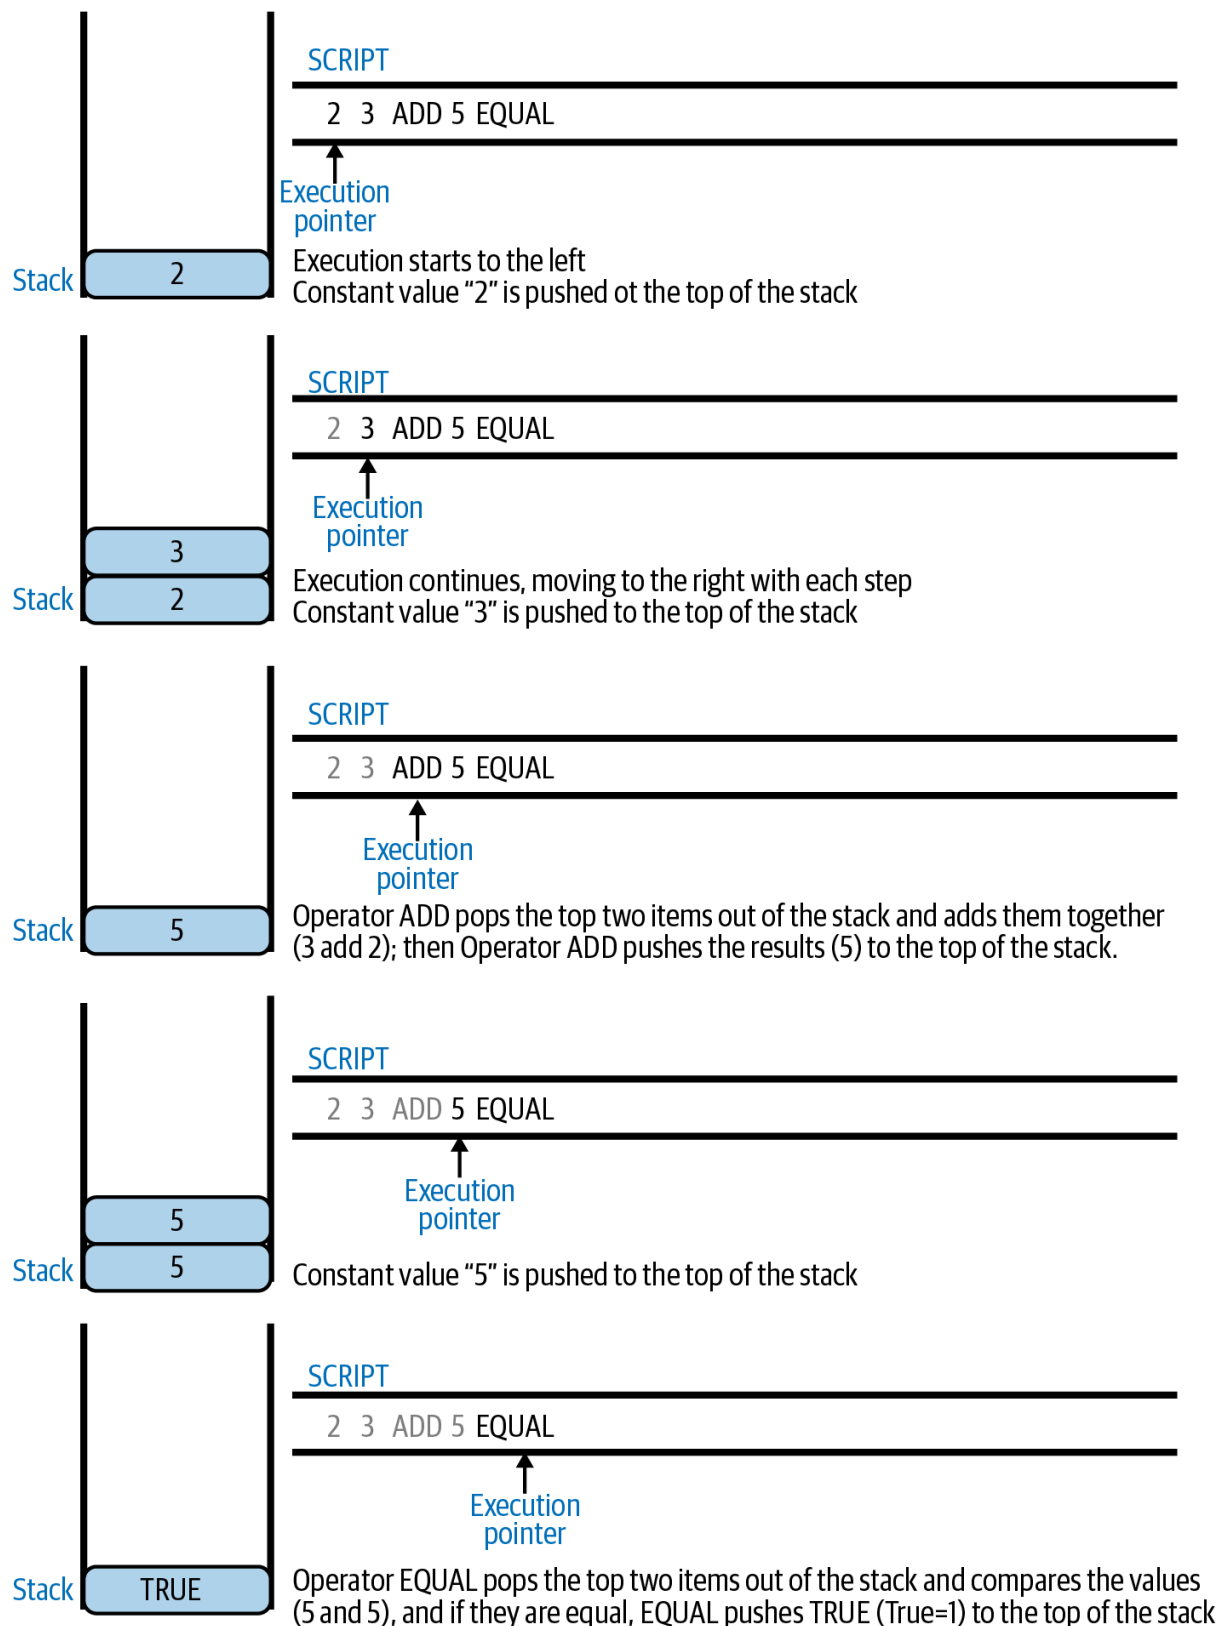 SCRIPT
2 3 ADD 5 EQUAL
Execution
pointer
Stack
2
Execution starts to the left
Constant value “2” is pushed ot the top of the stack
SCRIPT
2 3 ADD 5 EQUAL
Execution
pointer
3
Stack
2
Execution continues, moving to the right with each step
Constant value “3” is pushed to the top of the stack
SCRIPT
2 3 ADD 5 EQUAL
Execution
pointer
Stack
5
Operator ADD pops the top two items out of the stack and adds them together
(3 add 2); then Operator ADD pushes the results (5) to the top of the stack.
SCRIPT
2 3 ADD 5 EQUAL
Execution
pointer
5
Stack
5
Constant value “5” is pushed to the top of the stack
SCRIPT
2 3 ADD 5 EQUAL
Execution
pointer
Stack
TRUE
Operator EQUAL pops the top two items out of the stack and compares the values
(5 and 5), and if they are equal, EQUAL pushes TRUE (True=1) to the top of the stack